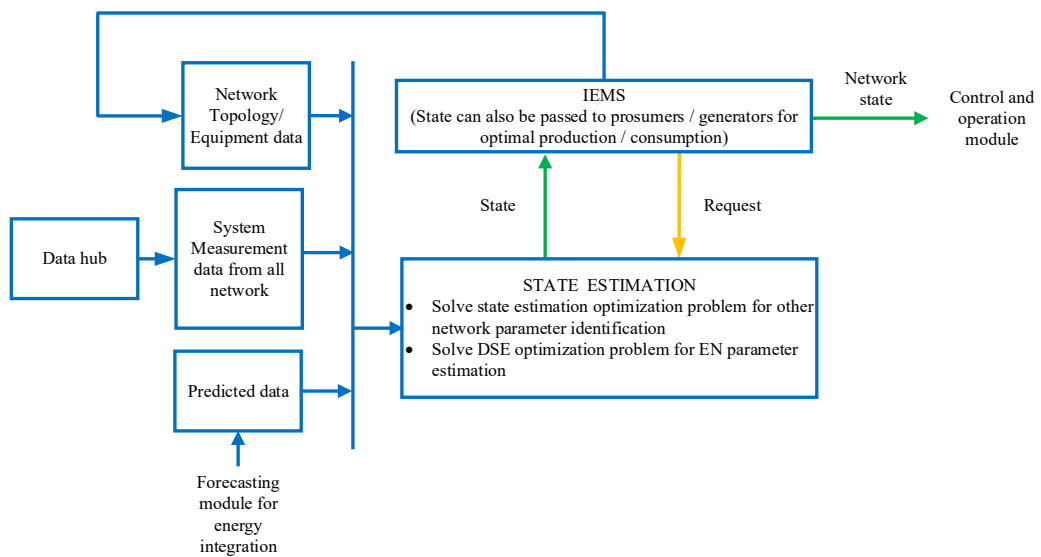 Network
Topology/
Equipment data
IEMS
(State can also be passed to prosumers / generators for
optimal production / consumption)
Network
state
Control and
operation
module
Data hub
System
Measurement
data from all
network
State
Request
STATE ESTIMATION
• Solve state estimation optimization problem for other
network parameter identification
• Solve DSE optimization problem for EN parameter
estimation
Predicted data
Forecasting
module for
energy
integration